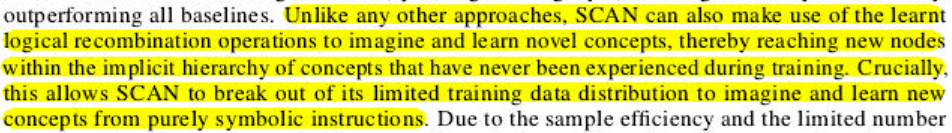 outperforming all baselines. Unlike any other approaches, SCAN can also make use of the learnt
logical recombination operations to imagine and learn novel concepts, thereby reaching new nodes
within the implicit hierarchy of concepts that have never been experienced during training. Crucially,
this allows SCAN to break out of its limited training data distribution to imagine and learn new
concepts from purely symbolic instructions. Due to the sample efficiency and the limited number